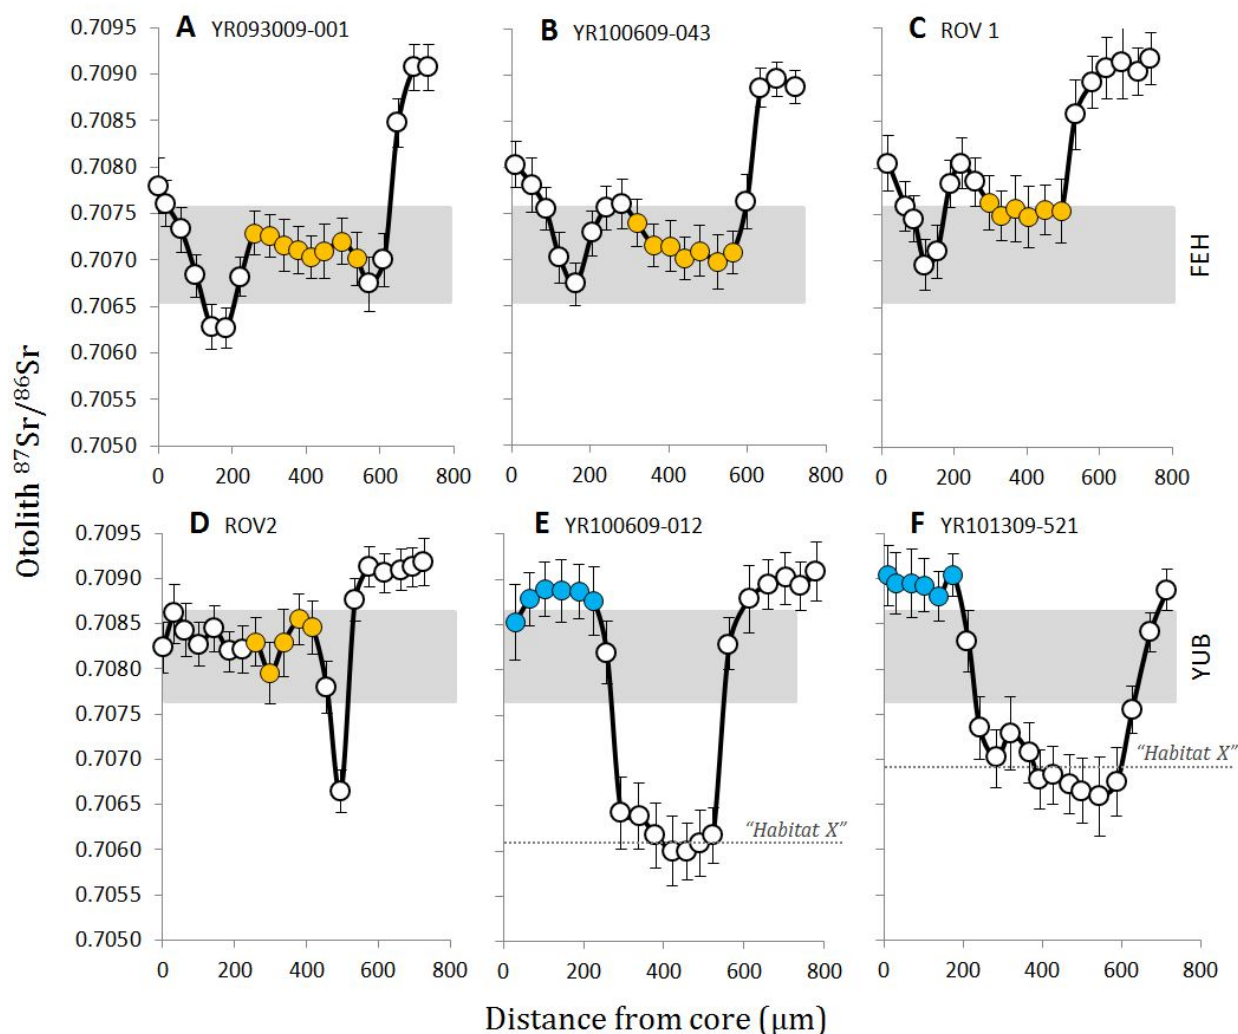 A YR093009-001
B YR100609-043
C ROV 1
0.7095
0.7090
0.7085
0.7080
0.7075
0.7070
0.7065
0.7060
0.7055
0.7050
FEH
0 200 400 600 800
0 200 400 600 800
0 200 400 600 800
Otolith ⁸⁷Sr/⁸⁶Sr
D ROV2
E YR100609-012
F YR101309-521
0.7095
0.7090
0.7085
0.7080
0.7075
0.7070
0.7065
0.7060
0.7055
0.7050
YUB
“Habitat X”
“Habitat X”
0 200 400 600 800
0 200 400 600 800
0 200 400 600 800
Distance from core (µm)